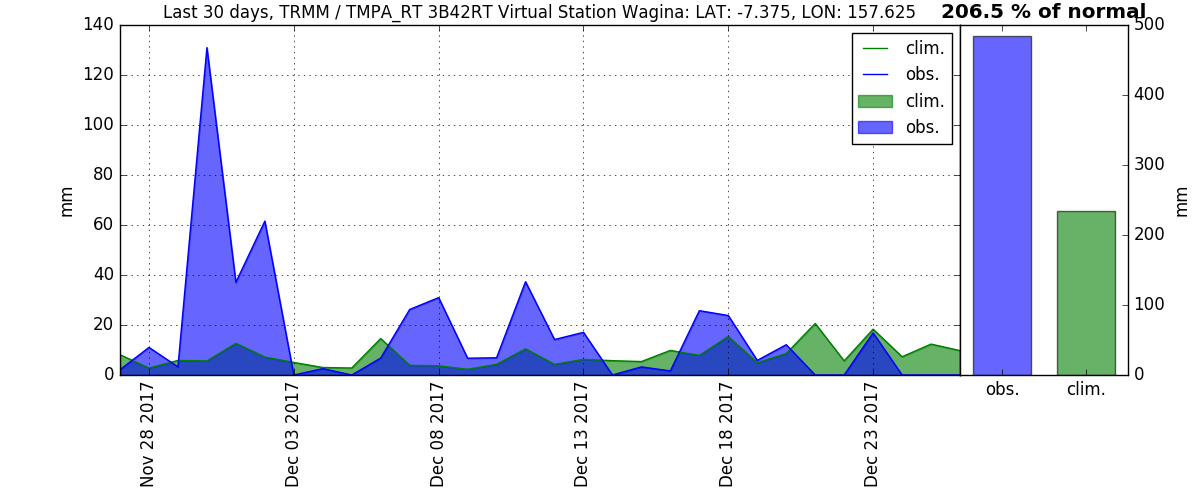 Last 30 days, TRMM / TMPA_RT 3B42RT Virtual Station Wagina: LAT: -7.375, LON: 157.625
206.5 % of normal
140
120
100
80
60
40
20
0
mm
clim.
obs.
clim.
obs.
500
400
300
200
100
0
mm
obs.
clim.
Nov 28 2017
Dec 03 2017
Dec 08 2017
Dec 13 2017
Dec 18 2017
Dec 23 2017